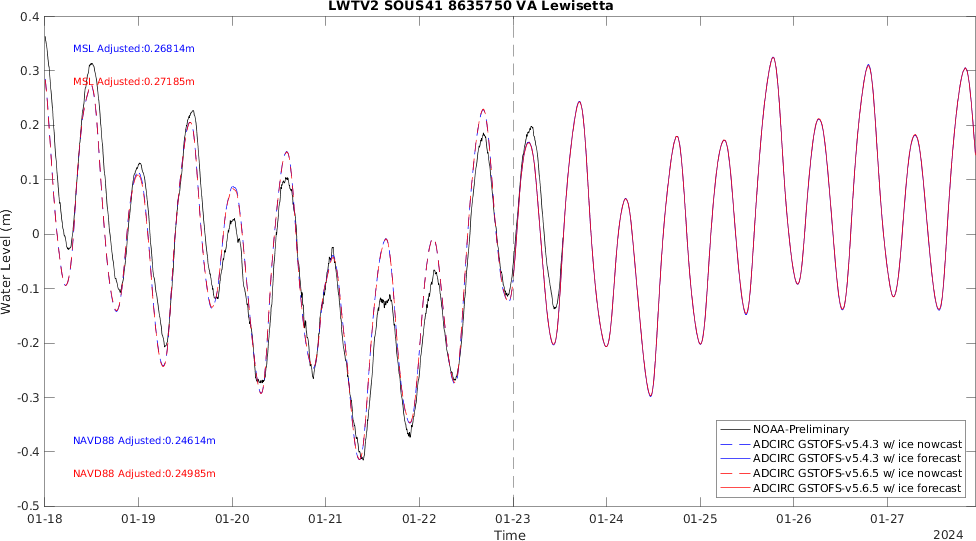 LWTV2 SOUS41 8635750 VA Lewisetta
MSL Adjusted:0.26814m
MSL Adjusted:0.27185m
NAVD88 Adjusted:0.24614m
NAVD88 Adjusted:0.24985m
Water Level (m)
0.4
0.3
0.2
0.1
0
-0.1
-0.2
-0.3
-0.4
-0.5
NOAA-Preliminary
ADCIRC GSTOFS-v5.4.3 w/ ice nowcast
ADCIRC GSTOFS-v5.4.3 w/ ice forecast
ADCIRC GSTOFS-v5.6.5 w/ ice nowcast
ADCIRC GSTOFS-v5.6.5 w/ ice forecast
01-18 01-19 01-20 01-21 01-22 01-23 01-24 01-25 01-26 01-27
Time
2024